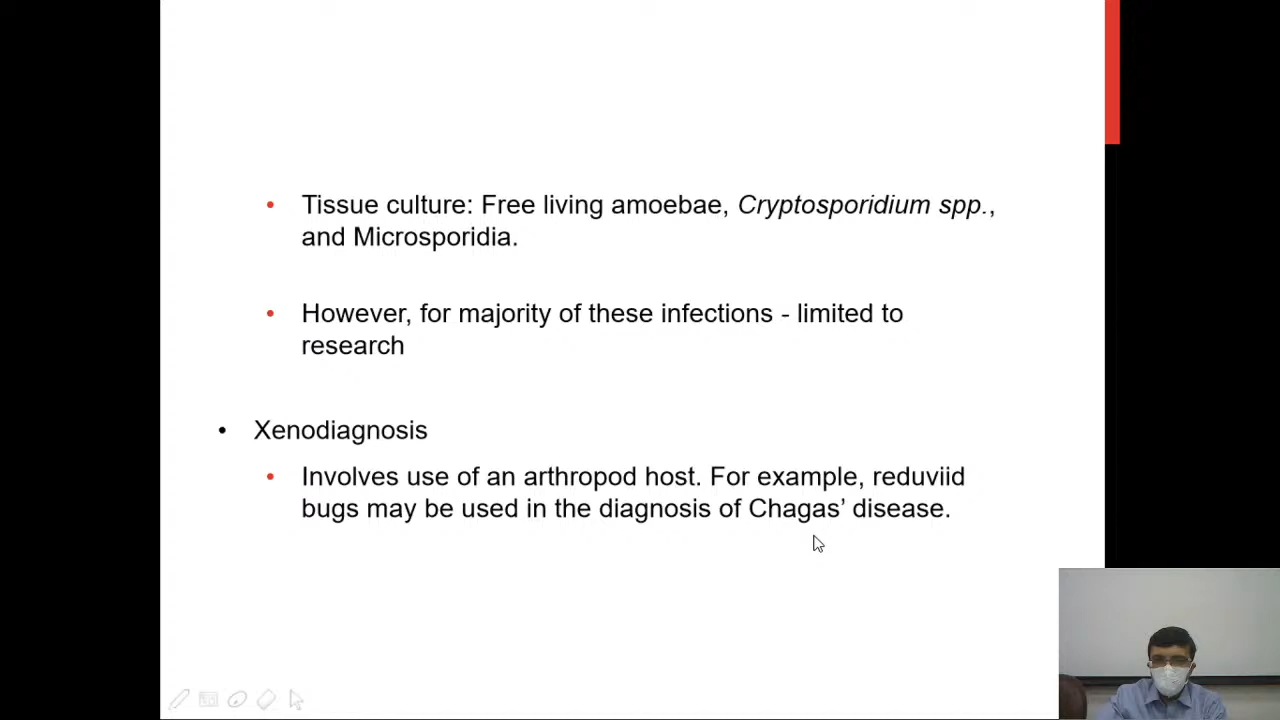 • Tissue culture: Free living amoebae, Cryptosporidium spp.,
and Microsporidia.
• However, for majority of these infections - limited to
research
• Xenodiagnosis
• Involves use of an arthropod host. For example, reduviid
bugs may be used in the diagnosis of Chagas’ disease.